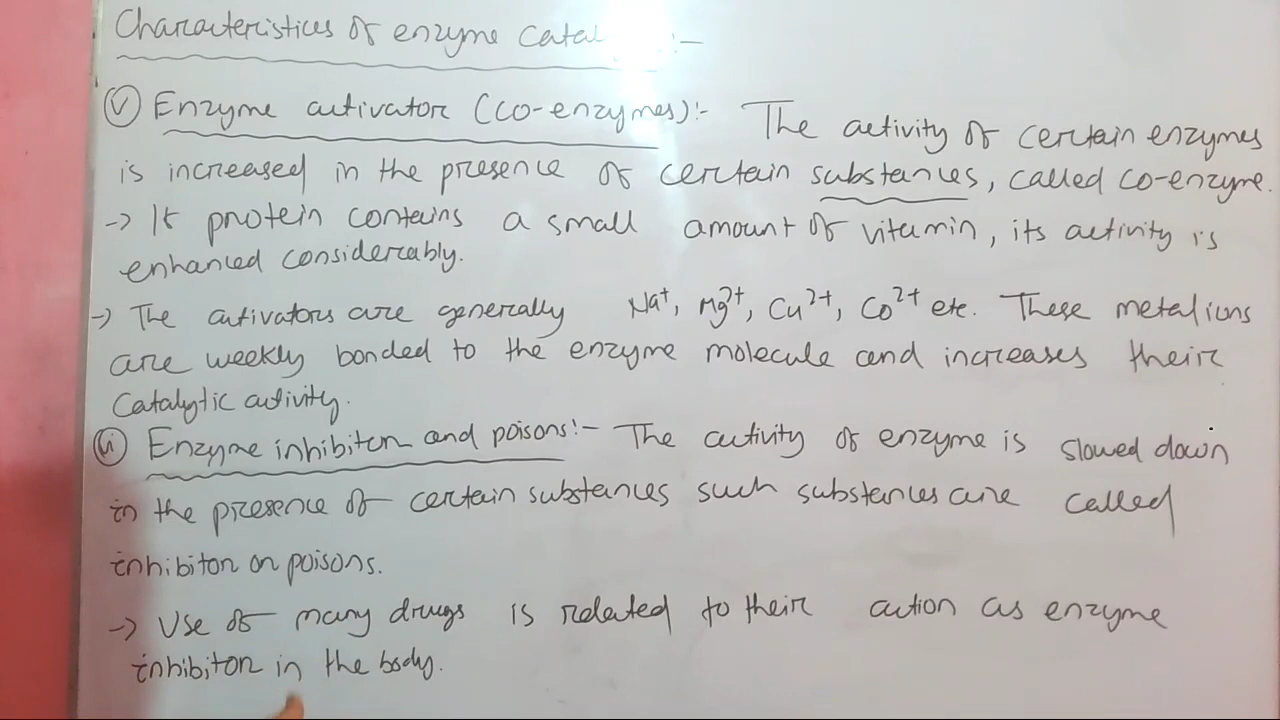 Characteristics of enzyme Catal :-
(v) Enzyme activator (co-enzymes):- The activity of certain enzymes
is increased in the presence of certain substances, called co-enzyme.
→ If protein contains a small amount of vitamin, its activity is
enhanced considerably.
→ The activators are generally Na⁺, Mg²⁺, Cu²⁺, Co²⁺ etc. These metal ions
are weekly bonded to the enzyme molecule and increases their
Catalytic activity.
(vi) Enzyme inhibitor and poisons:- The activity of enzyme is slowed down
in the presence of certain substances such substances are called
inhibitor or poisons.
→ Use of many drugs is related to their action as enzyme
inhibitor in the body.